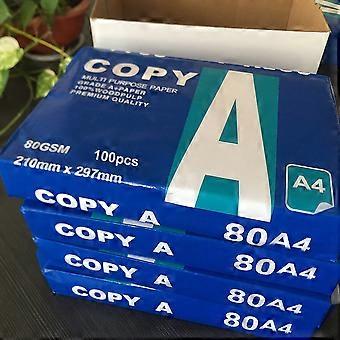 COPY
MULTI PURPOSE PAPER
GRADE A+PAPER
100%WOODPULP
PREMIUM QUALITY
A
80GSM
100pcs
210mm x 297mm
A4
COPY A 80A4
COPY A 80A4
COPY A 80A4
COPY A 80A4